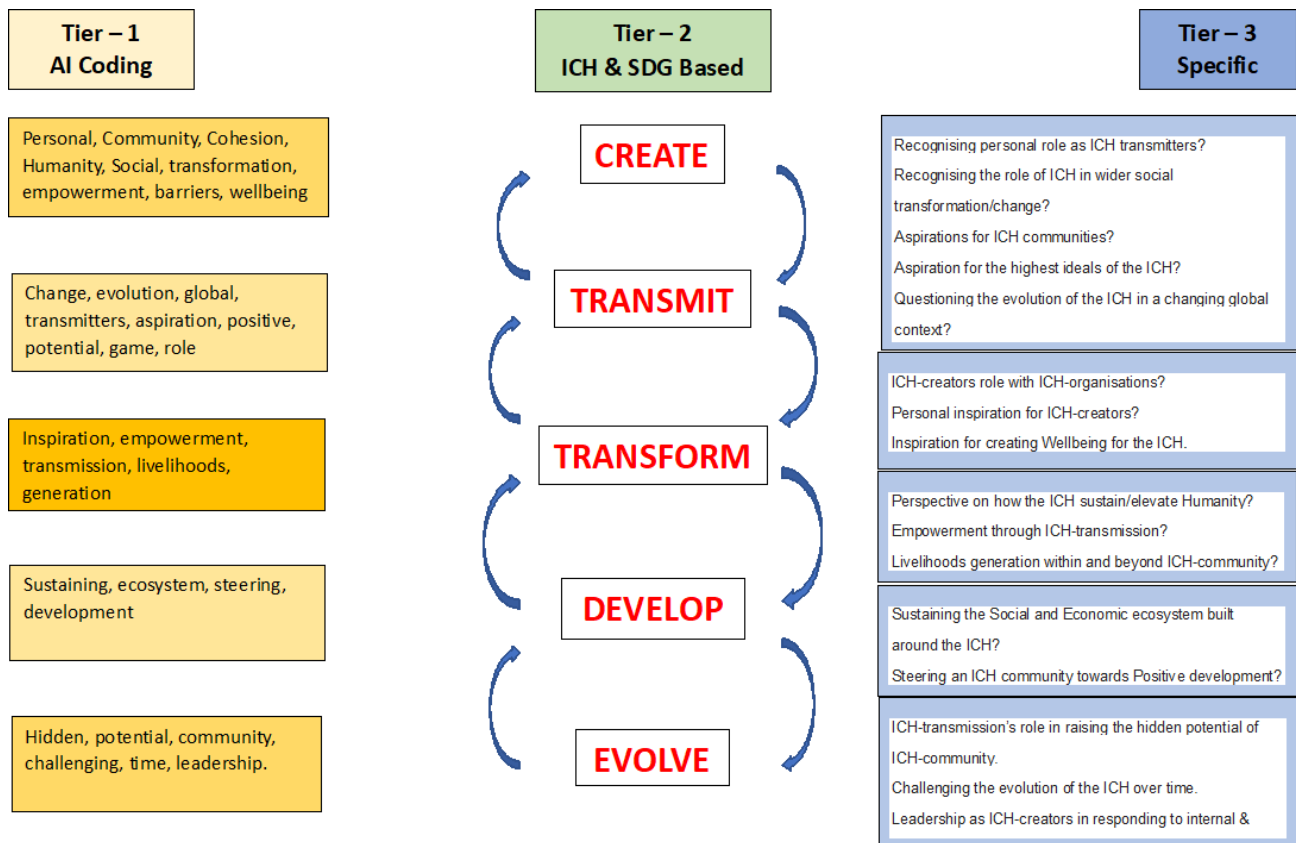 Tier – 1
AI Coding
Tier – 2
ICH & SDG Based
Tier – 3
Specific
Personal, Community, Cohesion,
Humanity, Social, transformation,
empowerment, barriers, wellbeing
Change, evolution, global,
transmitters, aspiration, positive,
potential, game, role
Inspiration, empowerment,
transmission, livelihoods,
generation
Sustaining, ecosystem, steering,
development
Hidden, potential, community,
challenging, time, leadership.
CREATE
TRANSMIT
TRANSFORM
DEVELOP
EVOLVE
Recognising personal role as ICH transmitters?
Recognising the role of ICH in wider social
transformation/change?
Aspirations for ICH communities?
Aspiration for the highest ideals of the ICH?
Questioning the evolution of the ICH in a changing global
context?
ICH-creators role with ICH-organisations?
Personal inspiration for ICH-creators?
Inspiration for creating Wellbeing for the ICH.
Perspective on how the ICH sustain/elevate Humanity?
Empowerment through ICH-transmission?
Livelihoods generation within and beyond ICH-community?
Sustaining the Social and Economic ecosystem built
around the ICH?
Steering an ICH community towards Positive development?
ICH-transmission's role in raising the hidden potential of
ICH-community.
Challenging the evolution of the ICH over time.
Leadership as ICH-creators in responding to internal &